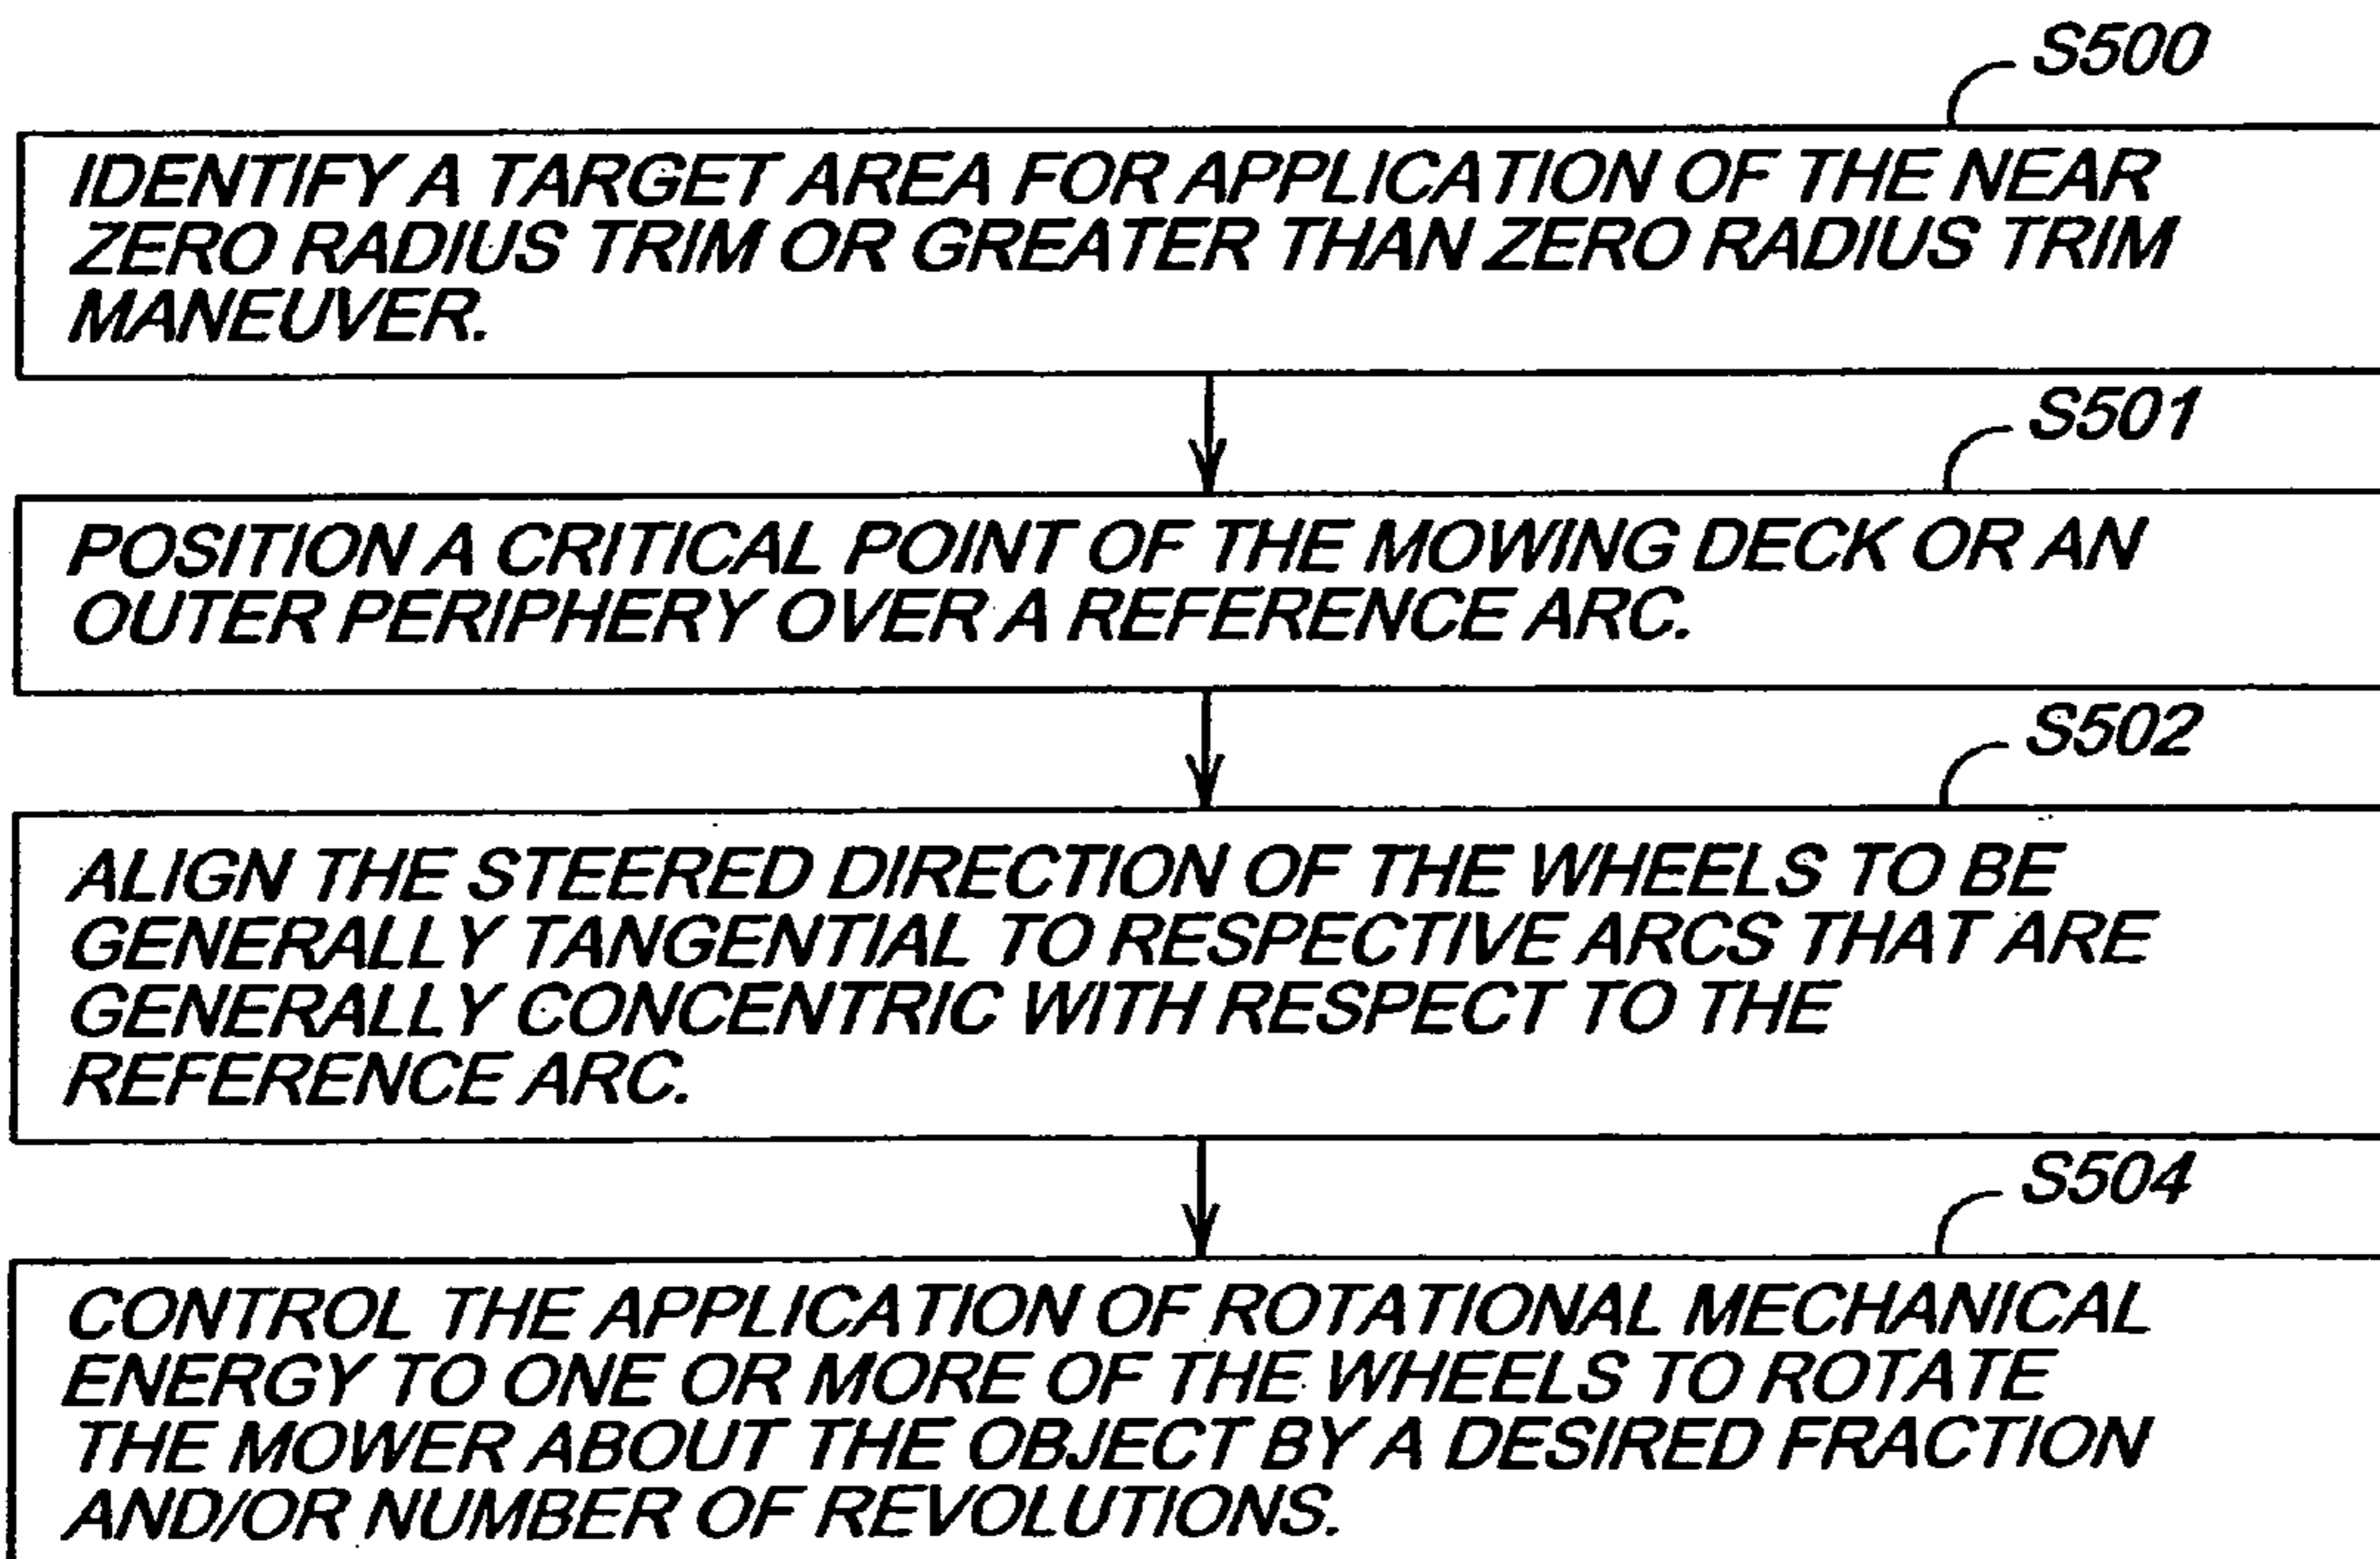 S500
IDENTIFY A TARGET AREA FOR APPLICATION OF THE NEAR
ZERO RADIUS TRIM OR GREATER THAN ZERO RADIUS TRIM
MANEUVER.
S501
POSITION A CRITICAL POINT OF THE MOWING DECK OR AN
OUTER PERIPHERY OVER A REFERENCE ARC.
S502
ALIGN THE STEERED DIRECTION OF THE WHEELS TO BE
GENERALLY TANGENTIAL TO RESPECTIVE ARCS THAT ARE
GENERALLY CONCENTRIC WITH RESPECT TO THE
REFERENCE ARC.
S504
CONTROL THE APPLICATION OF ROTATIONAL MECHANICAL
ENERGY TO ONE OR MORE OF THE WHEELS TO ROTATE
THE MOWER ABOUT THE OBJECT BY A DESIRED FRACTION
AND/OR NUMBER OF REVOLUTIONS.